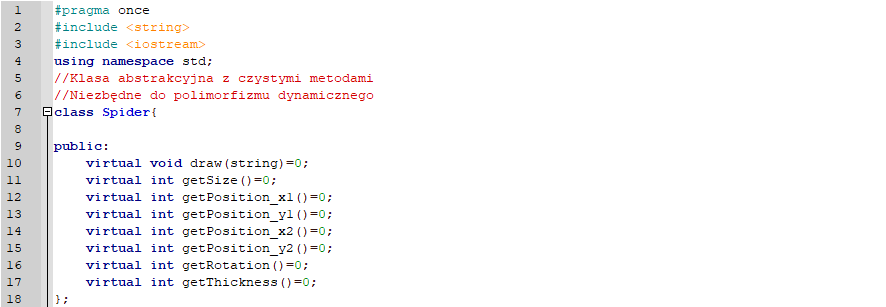 1 #pragma once
2 #include <string>
3 #include <iostream>
4 using namespace std;
5 //Klasa abstrakcyjna z czystymi metodami
6 //Niezbędne do polimorfizmu dynamicznego
7 class Spider{
8
9 public:
10 virtual void draw(string)=0;
11 virtual int getSize()=0;
12 virtual int getPosition_x1()=0;
13 virtual int getPosition_y1()=0;
14 virtual int getPosition_x2()=0;
15 virtual int getPosition_y2()=0;
16 virtual int getRotation()=0;
17 virtual int getThickness()=0;
18 };